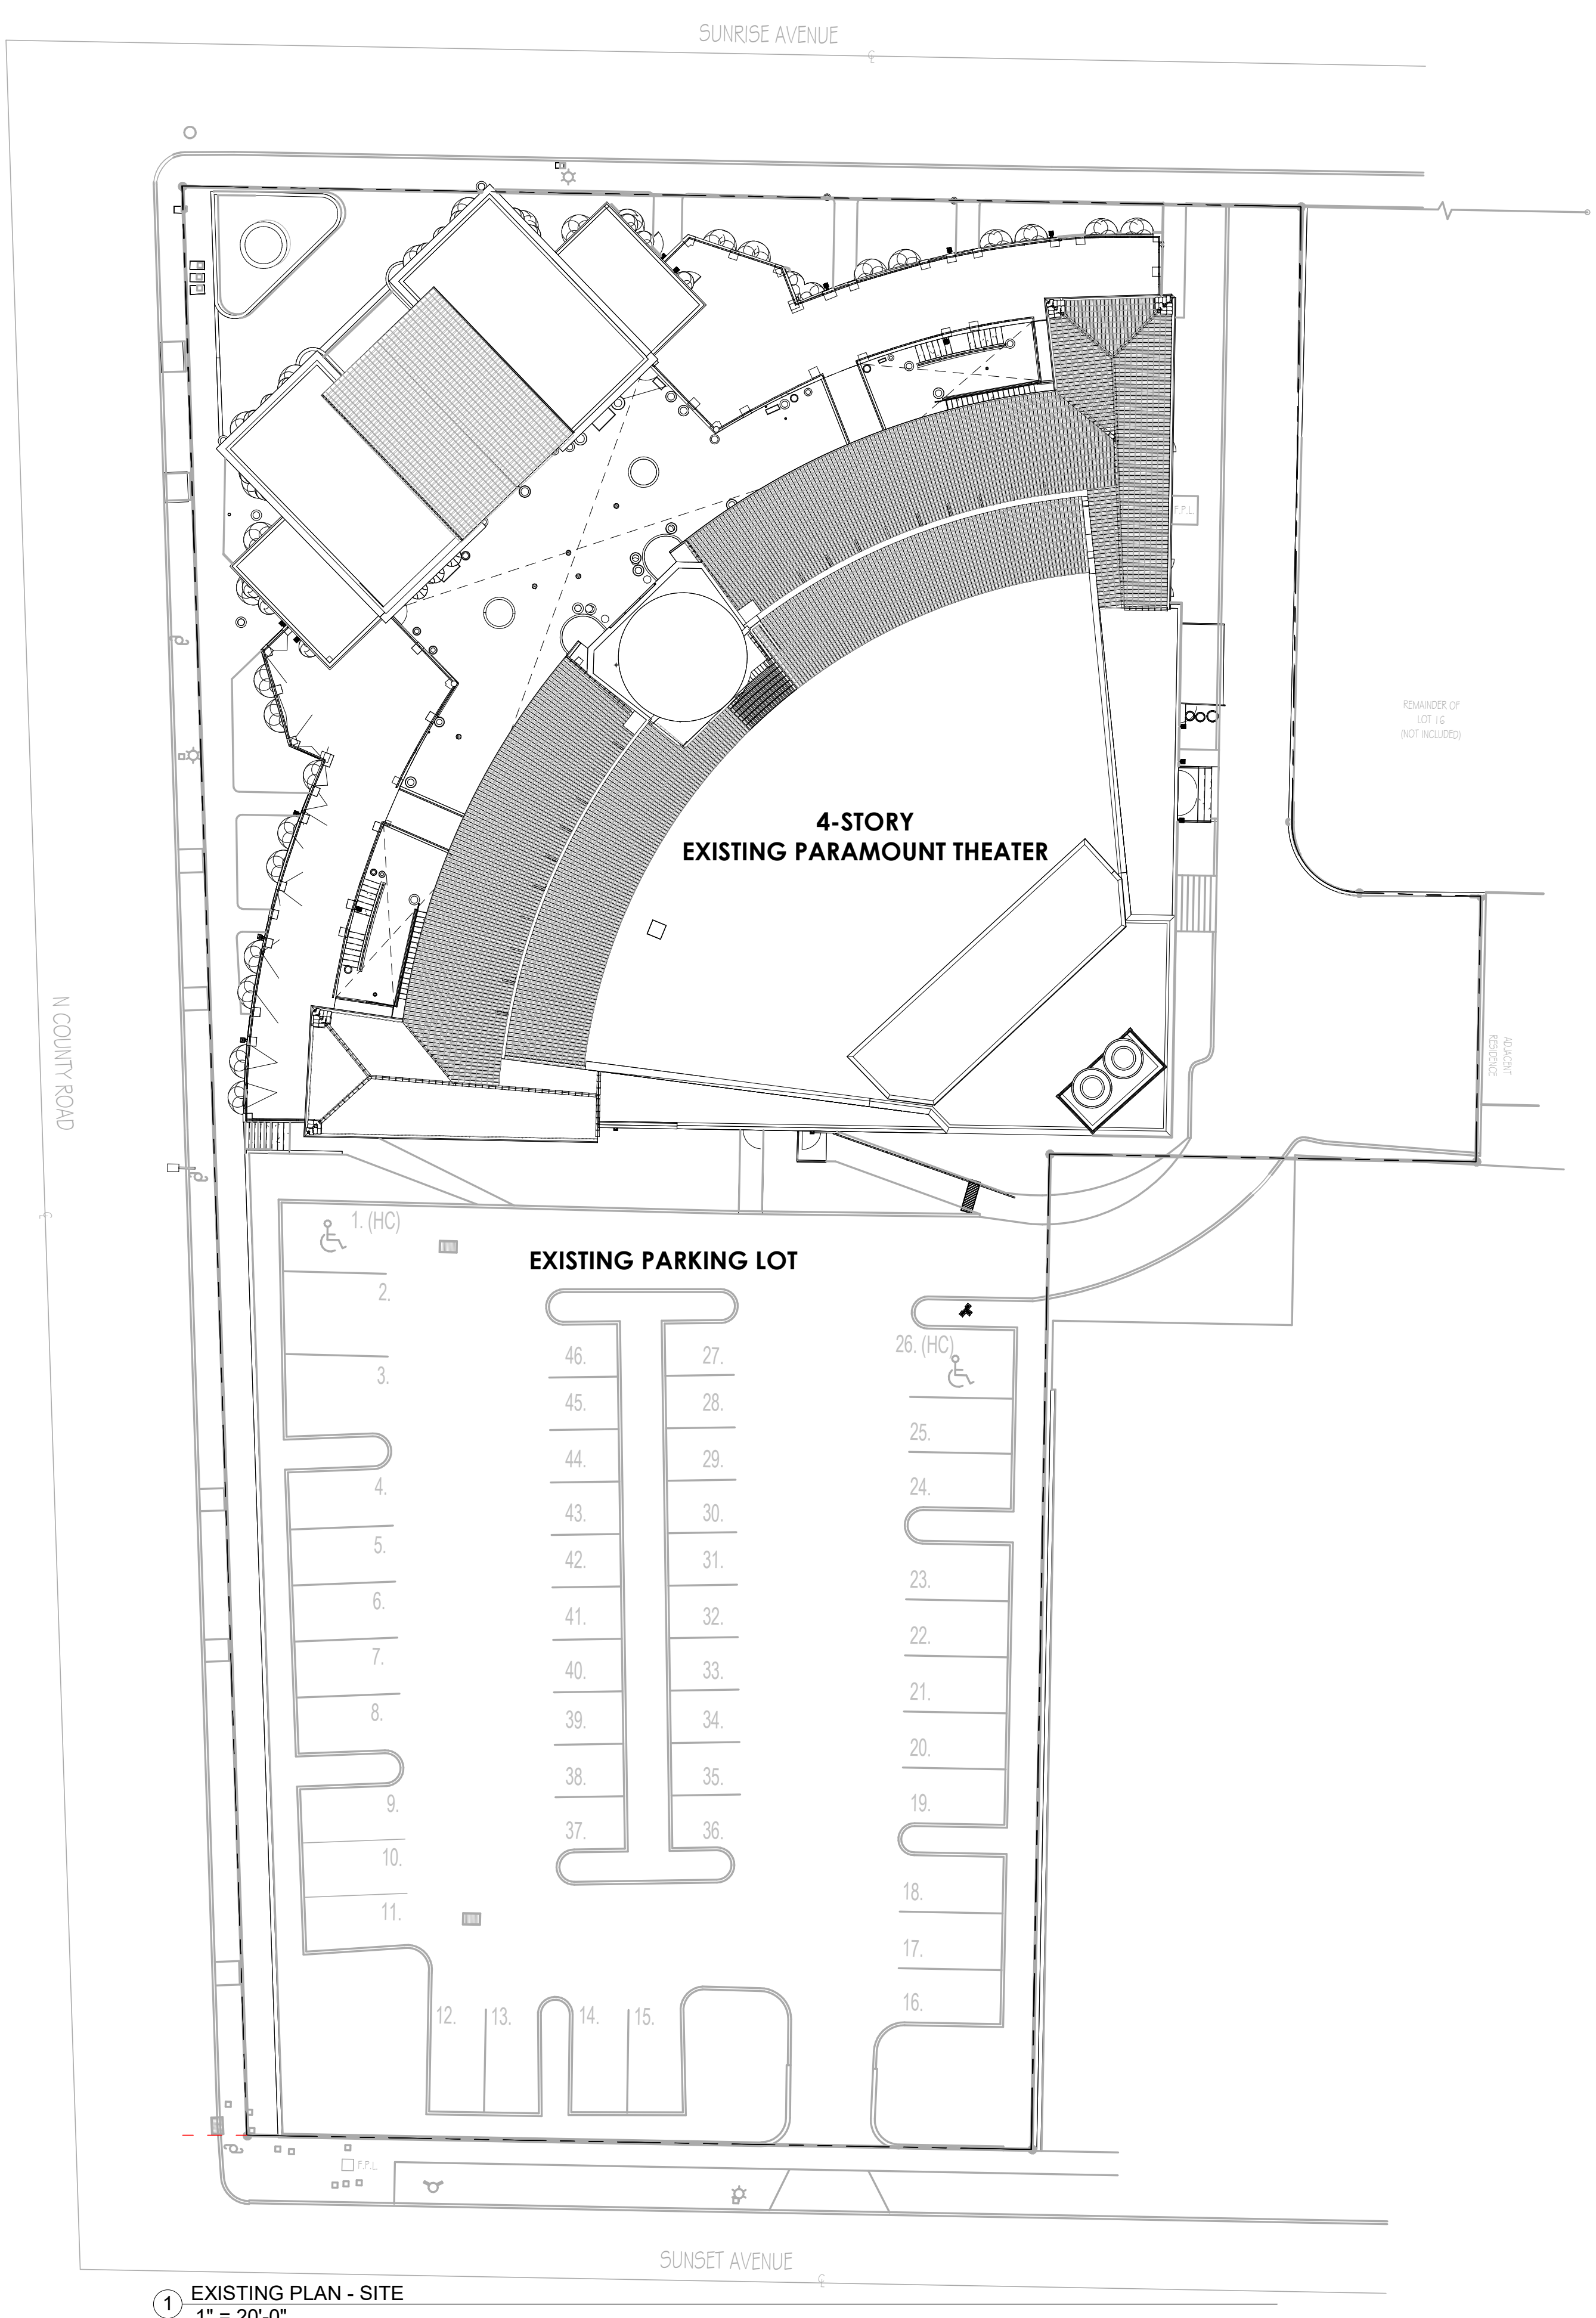 SUNRISE AVENUE
F.P.L.
REMAINDER OF
LOT 16
(NOT INCLUDED)
4-STORY
EXISTING PARAMOUNT THEATER
N COUNTY ROAD
ADJACENT
RESIDENCE
1. (HC)
EXISTING PARKING LOT
2.
3.
26. (HC)
46.
27.
45.
28.
25.
44.
29.
24.
4.
43.
30.
5.
42.
31.
23.
6.
41.
32.
22.
7.
40.
33.
21.
8.
39.
34.
20.
38.
35.
19.
9.
37.
36.
10.
18.
11.
17.
16.
12.
13.
14.
15.
F.P.L.
SUNSET AVENUE
1
EXISTING PLAN - SITE
1" = 20'-0"